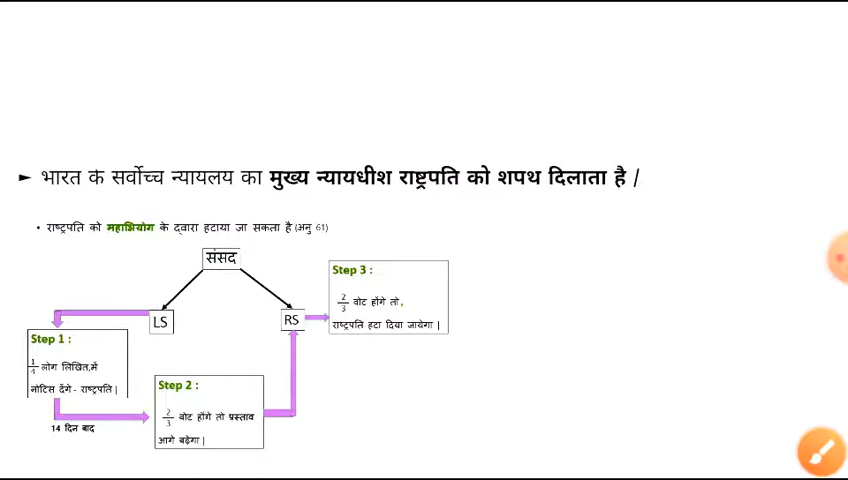 ► भारत के सर्वोच्च न्यायलय का मुख्य न्यायधीश राष्ट्रपति को शपथ दिलाता है /
• राष्ट्रपति को महाभियोग के द्वारा हटाया जा सकता है (अनु 61)
संसद
LS
RS
Step 1 :
1/4 लोग लिखित,में
नोटिस देंगे - राष्ट्रपति |
14 दिन बाद
Step 2 :
2/3 वोट होंगे तो प्रस्ताव
आगे बढ़ेगा |
Step 3 :
2/3 वोट होंगे तो,
राष्ट्रपति हटा दिया जायेगा |